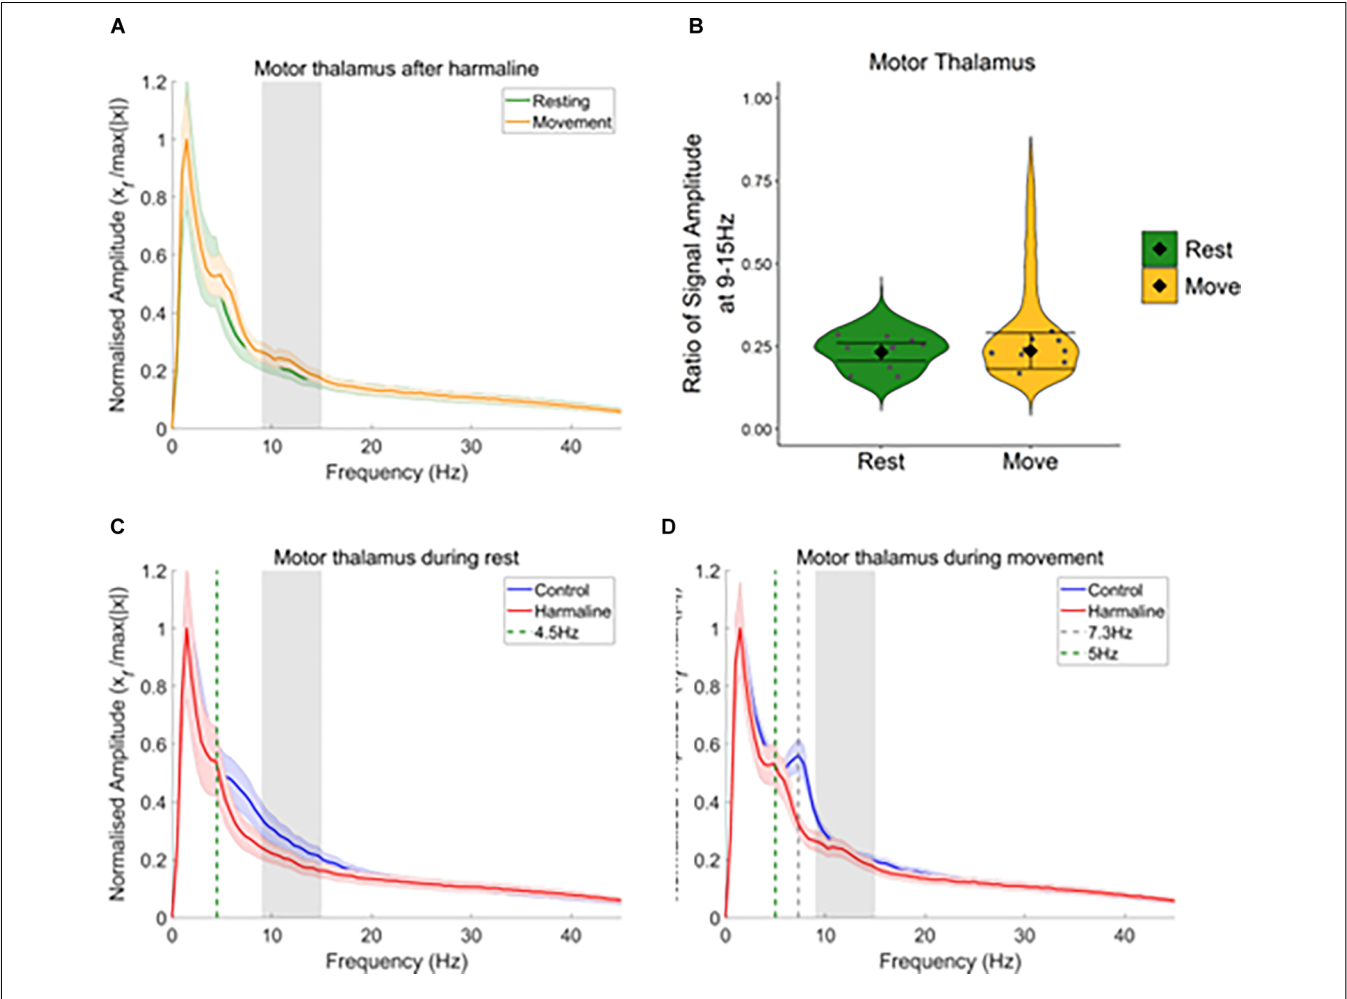 A
Motor thalamus after harmaline
Normalised Amplitude (x_f/max(|x|)
1.2
1
0.8
0.6
0.4
0.2
0
0 10 20 30 40
Frequency (Hz)
Resting
Movement
B
Motor Thalamus
Ratio of Signal Amplitude
at 9-15Hz
1.00
0.75
0.50
0.25
0.00
Rest Move
Rest
Move
C
Motor thalamus during rest
Normalised Amplitude (x_f/max(|x|)
1.2
1
0.8
0.6
0.4
0.2
0
0 10 20 30 40
Frequency (Hz)
Control
Harmaline
4.5Hz
D
Motor thalamus during movement
1.2
1
0.8
0.6
0.4
0.2
0
0 10 20 30 40
Frequency (Hz)
Control
Harmaline
7.3Hz
5Hz